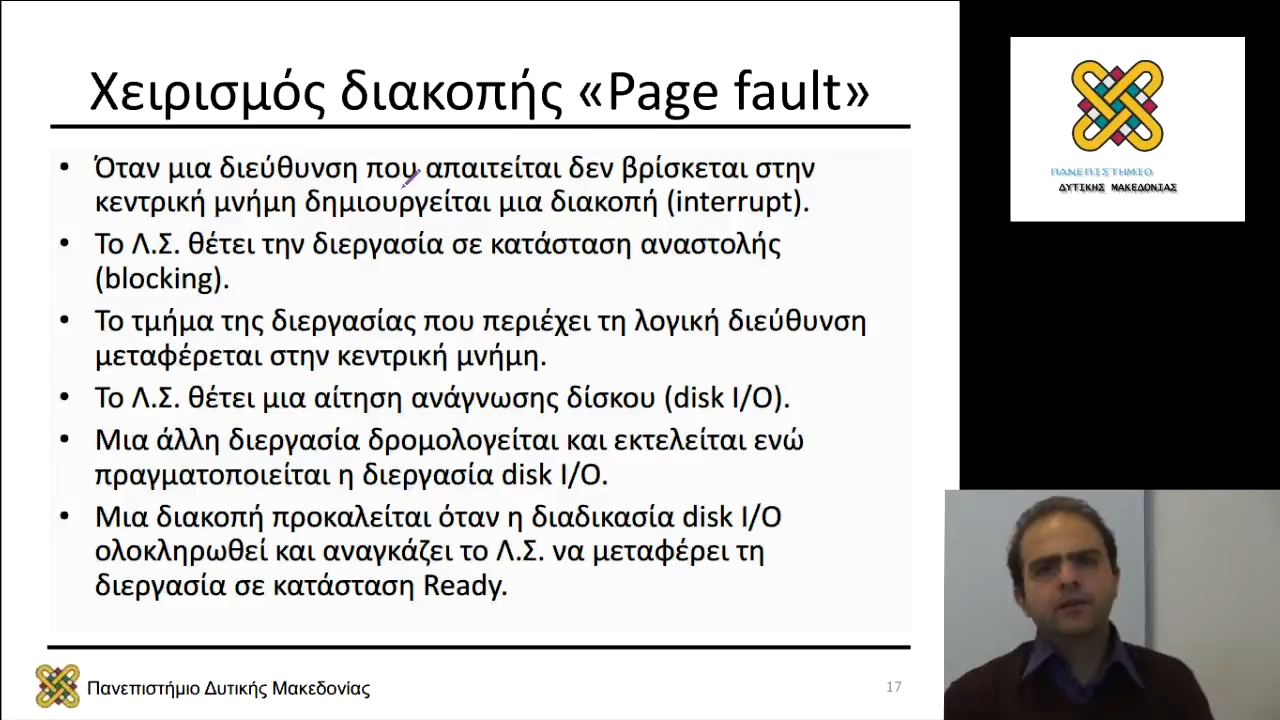 Χειρισμός διακοπής «Page fault»
• Όταν μια διεύθυνση που απαιτείται δεν βρίσκεται στην
κεντρική μνήμη δημιουργείται μια διακοπή (interrupt).
• Το Λ.Σ. θέτει την διεργασία σε κατάσταση αναστολής
(blocking).
• Το τμήμα της διεργασίας που περιέχει τη λογική διεύθυνση
μεταφέρεται στην κεντρική μνήμη.
• Το Λ.Σ. θέτει μια αίτηση ανάγνωσης δίσκου (disk I/O).
• Μια άλλη διεργασία δρομολογείται και εκτελείται ενώ
πραγματοποιείται η διεργασία disk I/O.
• Μια διακοπή προκαλείται όταν η διαδικασία disk I/O
ολοκληρωθεί και αναγκάζει το Λ.Σ. να μεταφέρει τη
διεργασία σε κατάσταση Ready.
Πανεπιστήμιο Δυτικής Μακεδονίας
17
ΠΑΝΕΠΙΣΤΗΜΙΟ
ΔΥΤΙΚΗΣ ΜΑΚΕΔΟΝΙΑΣ